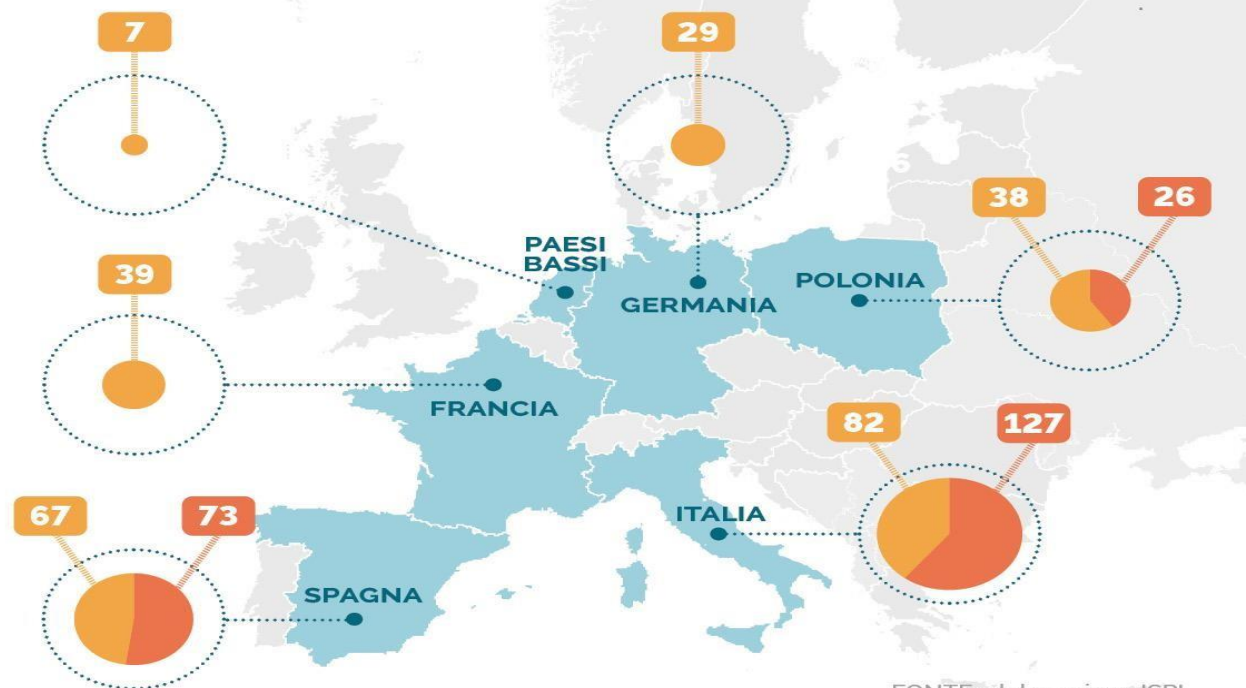 7
29
38
26
PAESI
BASSI
39
POLONIA
GERMANIA
FRANCIA
82
127
67
73
ITALIA
SPAGNA